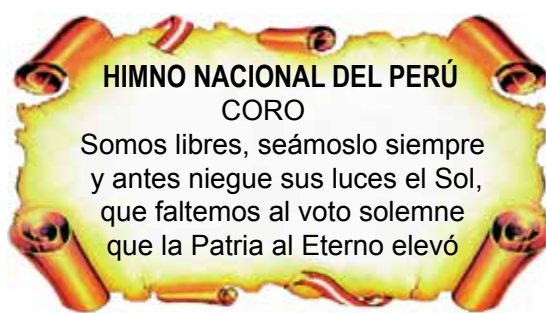 HIMNO NACIONAL DEL PERÚ
CORO
Somos libres, seámoslo siempre
y antes niegue sus luces el Sol,
que faltemos al voto solemne
que la Patria al Eterno elevó